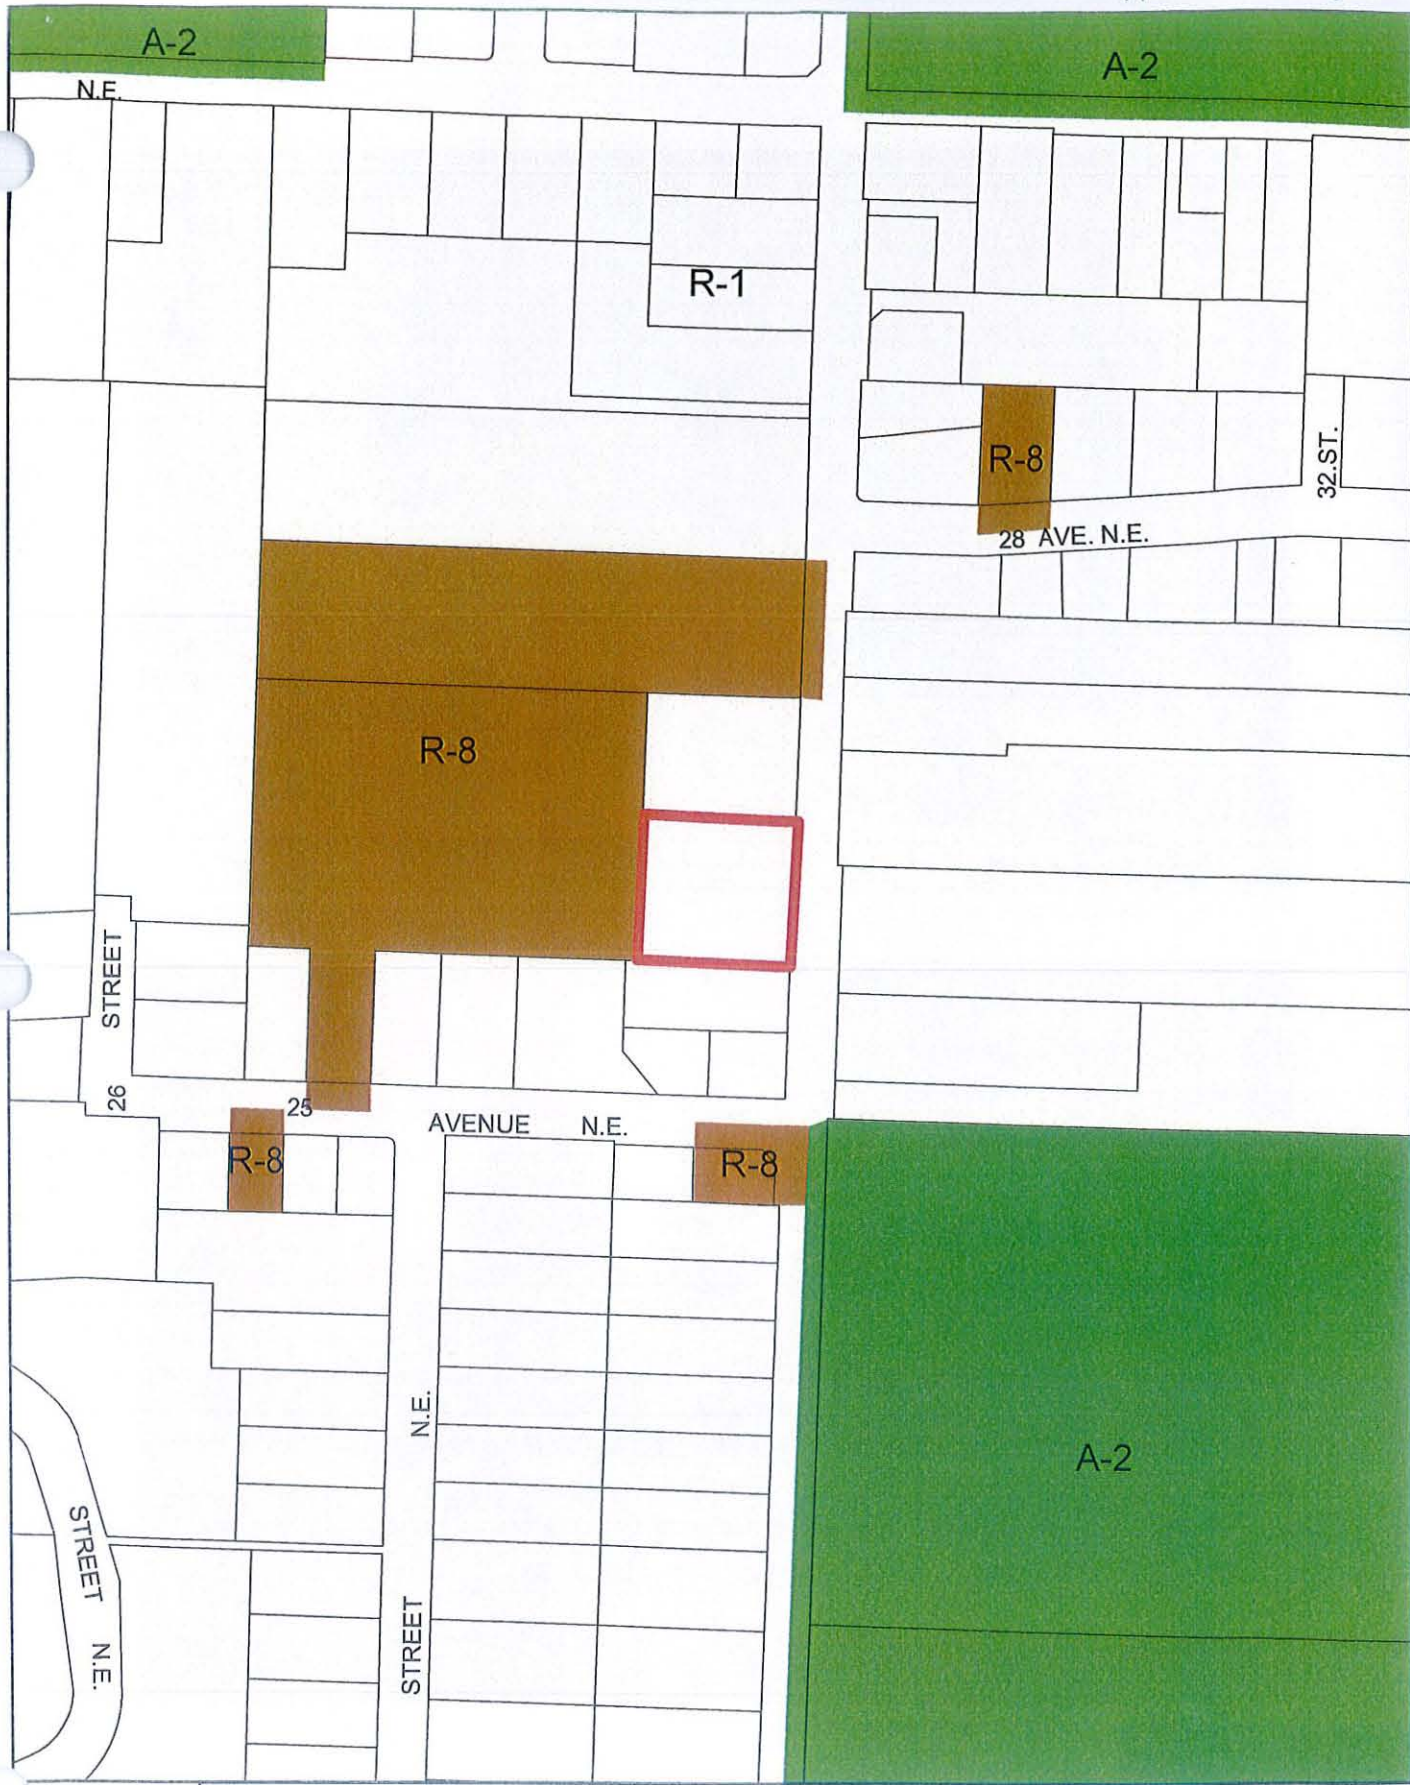 A-2
A-2
N.E.
R-1
R-8
32.ST.
28 AVE. N.E.
R-8
STREET
26
25
AVENUE N.E.
R-8
R-8
N.E.
A-2
STREET
N.E.
STREET